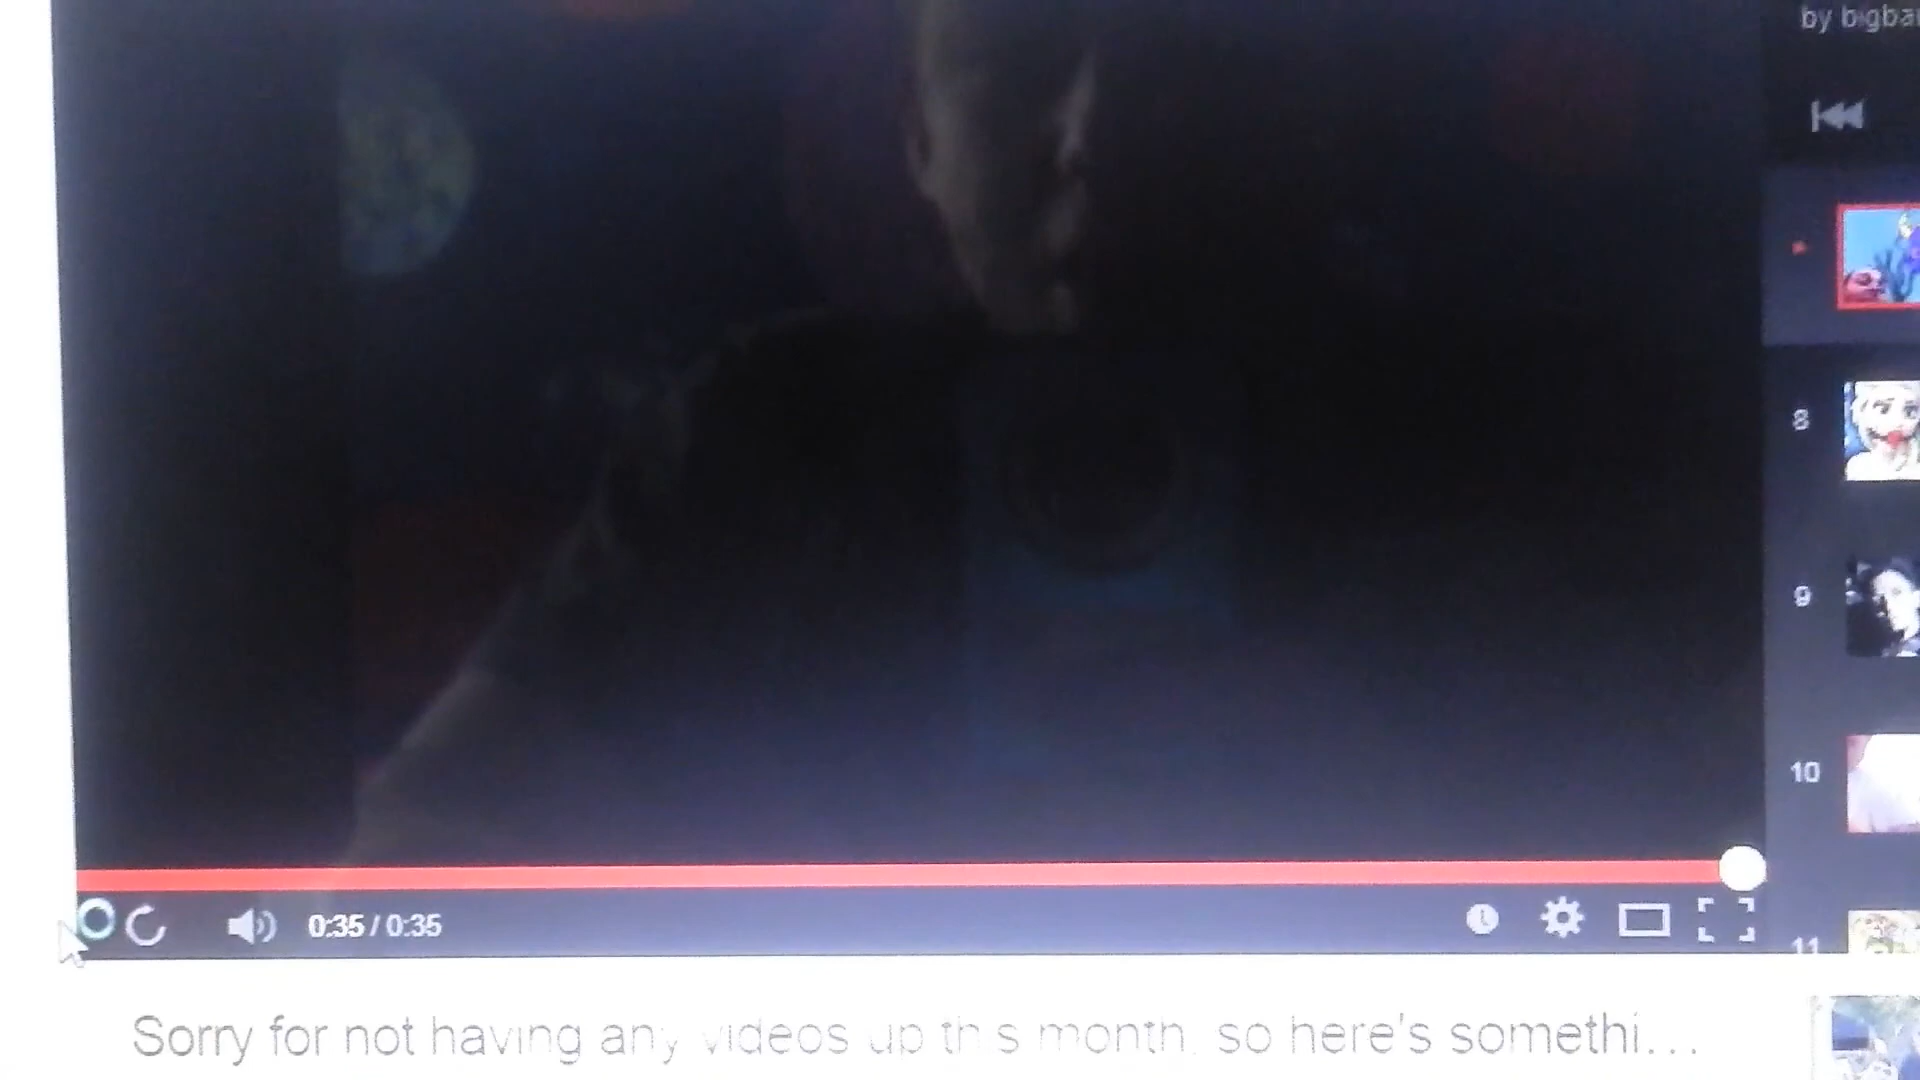 by bigba
8
9
10
11
0:35 / 0:35
Sorry for not having any videos up this month, so here's somethi...